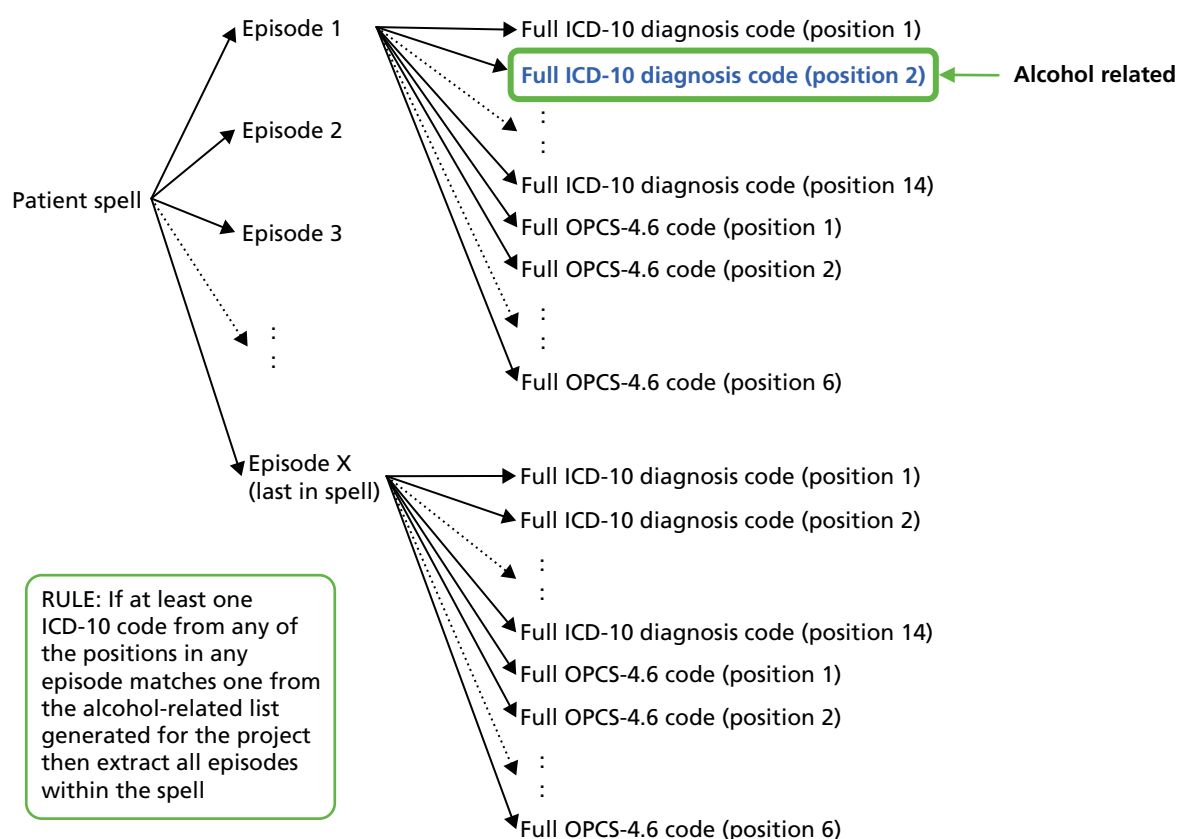 Episode 1
Full ICD-10 diagnosis code (position 1)
Full ICD-10 diagnosis code (position 2)
Alcohol related
:
:
Episode 2
Full ICD-10 diagnosis code (position 14)
Patient spell
Full OPCS-4.6 code (position 1)
Episode 3
Full OPCS-4.6 code (position 2)
:
:
:
:
Full OPCS-4.6 code (position 6)
Episode X
(last in spell)
Full ICD-10 diagnosis code (position 1)
Full ICD-10 diagnosis code (position 2)
:
:
Full ICD-10 diagnosis code (position 14)
Full OPCS-4.6 code (position 1)
Full OPCS-4.6 code (position 2)
:
:
Full OPCS-4.6 code (position 6)
RULE: If at least one
ICD-10 code from any of
the positions in any
episode matches one from
the alcohol-related list
generated for the project
then extract all episodes
within the spell